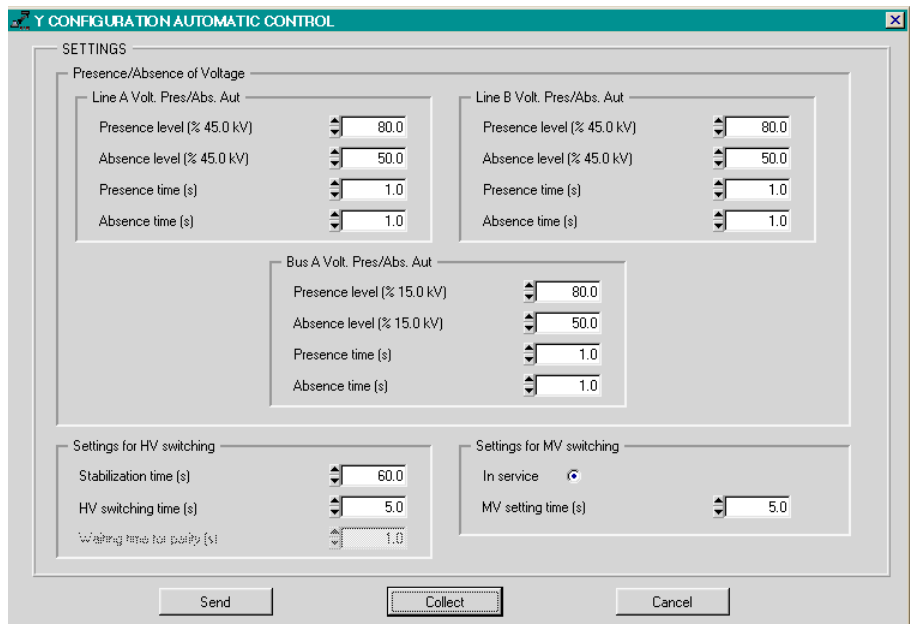 Y CONFIGURATION AUTOMATIC CONTROL
SETTINGS
Presence/Absence of Voltage
Line A Volt. Pres/Abs. Aut
Presence level (% 45.0 kV) 80.0
Absence level (% 45.0 kV) 50.0
Presence time (s) 1.0
Absence time (s) 1.0
Line B Volt. Pres/Abs. Aut
Presence level (% 45.0 kV) 80.0
Absence level (% 45.0 kV) 50.0
Presence time (s) 1.0
Absence time (s) 1.0
Bus A Volt. Pres/Abs. Aut
Presence level (% 15.0 kV) 80.0
Absence level (% 15.0 kV) 50.0
Presence time (s) 1.0
Absence time (s) 1.0
Settings for HV switching
Stabilization time (s) 60.0
HV switching time (s) 5.0
Waiting time for parity (s) 1.0
Settings for MV switching
In service
MV setting time (s) 5.0
Send Collect Cancel